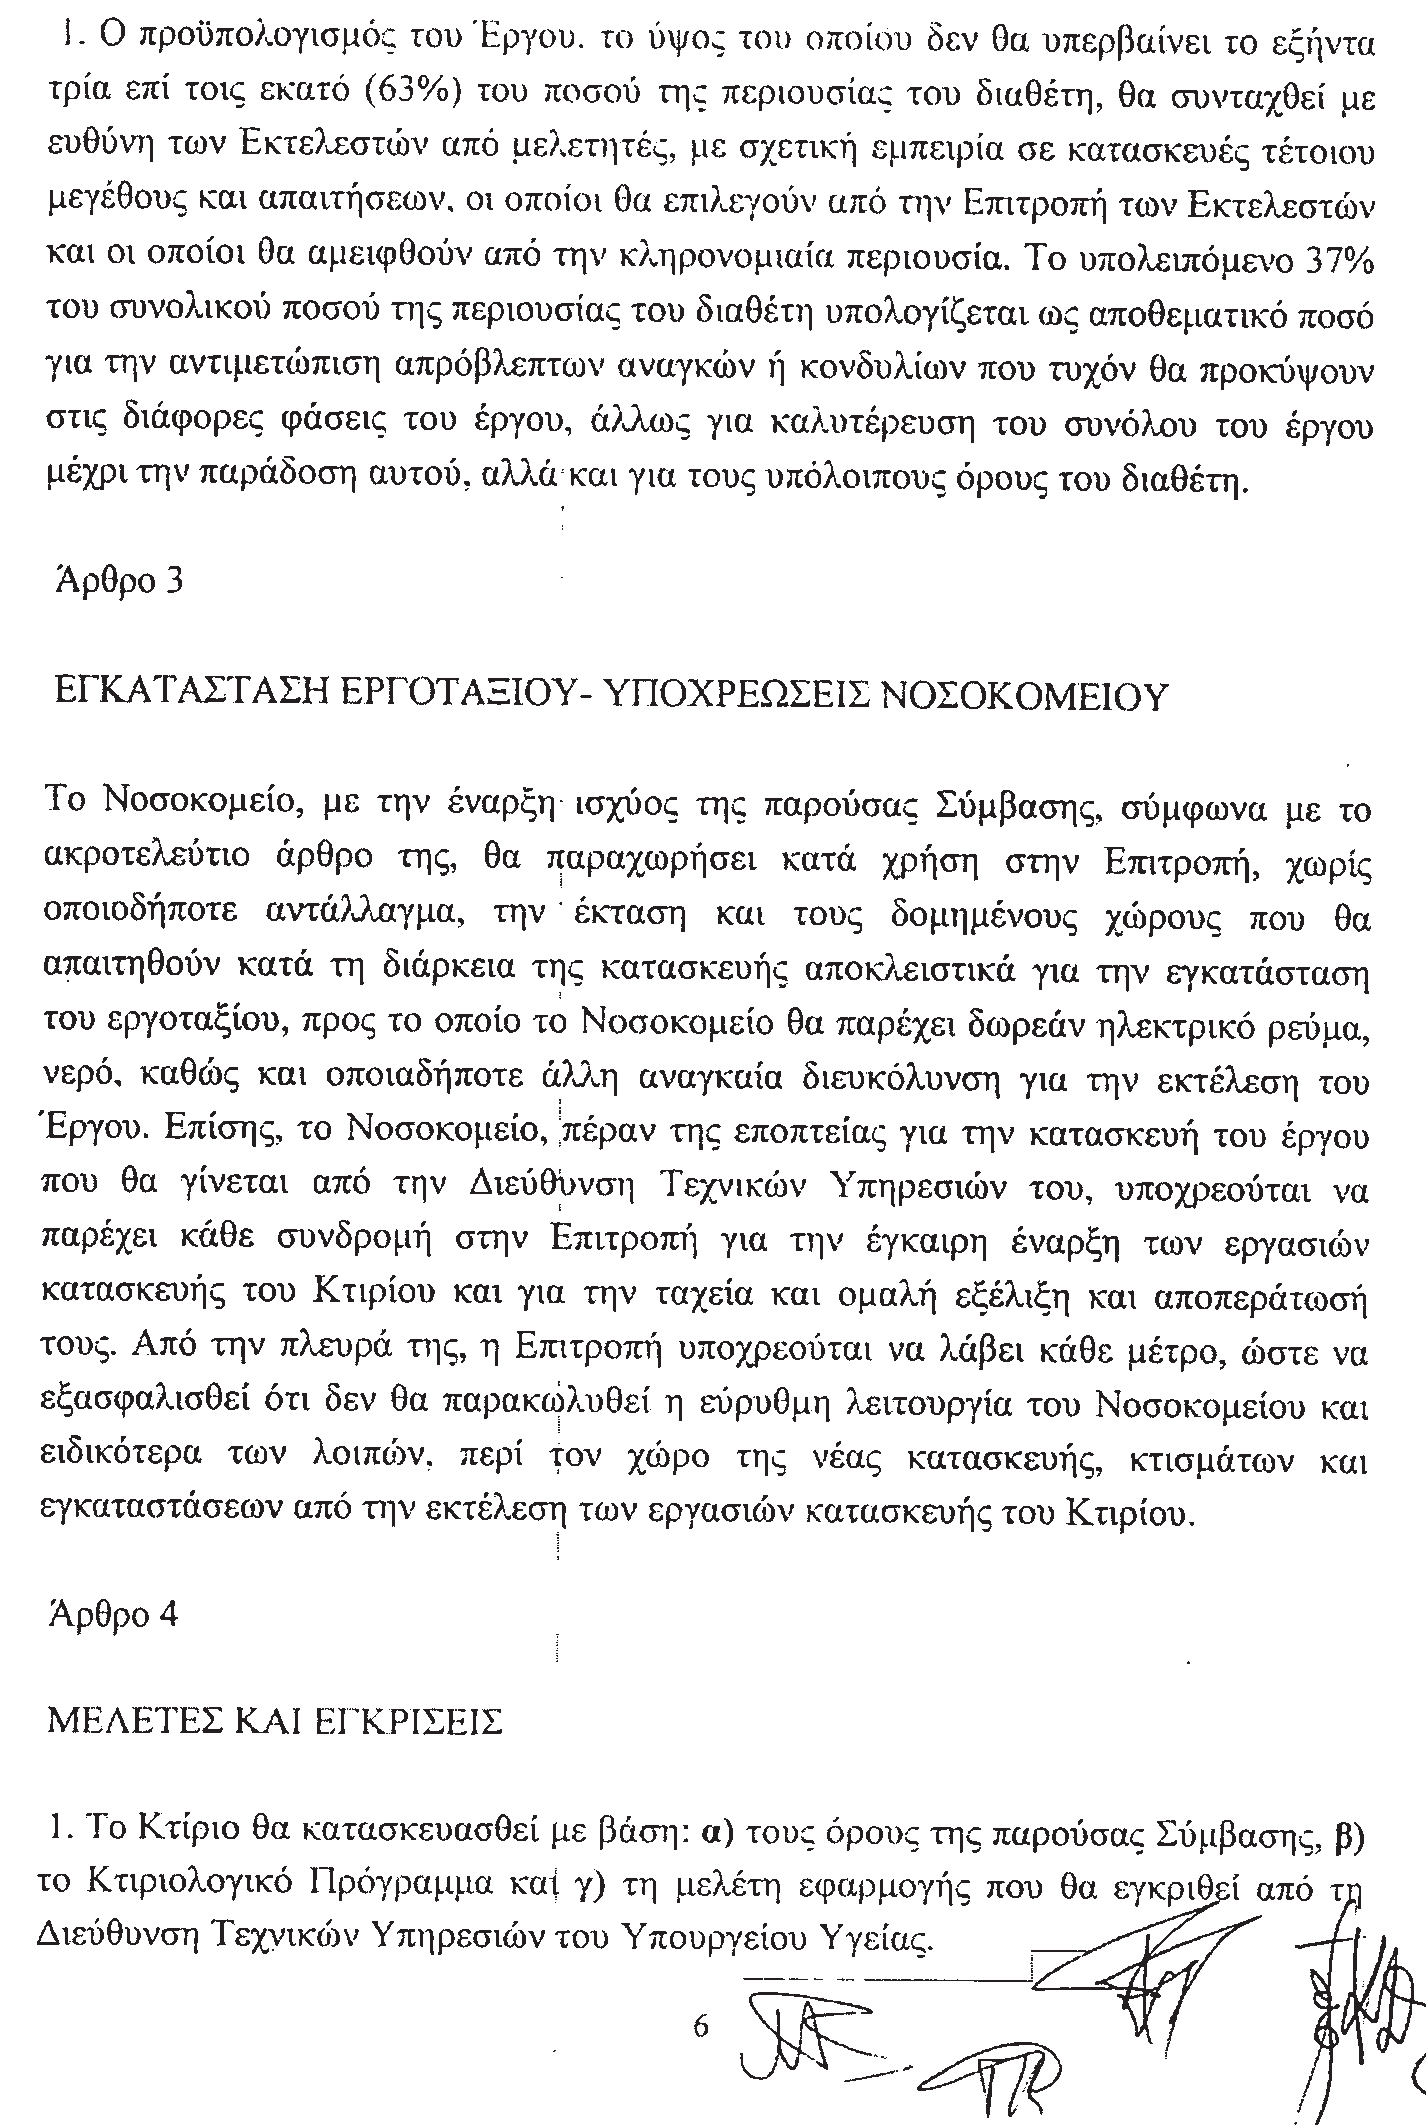 1. Ο προϋπολογισμός του Έργου. το ύψος του οποίου δεν θα υπερβαίνει το εξήντα
τρία επί τοις εκατό (63%) του ποσού της περιουσίας του διαθέτη, θα συνταχθεί με
ευθύνη των Εκτελεστών από μελετητές, με σχετική εμπειρία σε κατασκευές τέτοιου
μεγέθους και απαιτήσεων, οι οποίοι θα επιλεγούν από την Επιτροπή των Εκτελεστών
και οι οποίοι θα αμειφθούν από την κληρονομιαία περιουσία. Το υπολειπόμενο 37%
του συνολικού ποσού της περιουσίας του διαθέτη υπολογίζεται ως αποθεματικό ποσό
για την αντιμετώπιση απρόβλεπτων αναγκών ή κονδυλίων που τυχόν θα προκύψουν
στις διάφορες φάσεις του έργου, άλλως για καλυτέρευση του συνόλου του έργου
μέχρι την παράδοση αυτού, αλλά και για τους υπόλοιπους όρους του διαθέτη.
Άρθρο 3
ΕΓΚΑΤΑΣΤΑΣΗ ΕΡΓΟΤΑΞΙΟΥ- ΥΠΟΧΡΕΩΣΕΙΣ ΝΟΣΟΚΟΜΕΙΟΥ
Το Νοσοκομείο, με την έναρξη ισχύος της παρούσας Σύμβασης, σύμφωνα με το
ακροτελεύτιο άρθρο της, θα παραχωρήσει κατά χρήση στην Επιτροπή, χωρίς
οποιοδήποτε αντάλλαγμα, την έκταση και τους δομημένους χώρους που θα
απαιτηθούν κατά τη διάρκεια της κατασκευής αποκλειστικά για την εγκατάσταση
του εργοταξίου, προς το οποίο το Νοσοκομείο θα παρέχει δωρεάν ηλεκτρικό ρεύμα,
νερό, καθώς και οποιαδήποτε άλλη αναγκαία διευκόλυνση για την εκτέλεση του
Έργου. Επίσης, το Νοσοκομείο, πέραν της εποπτείας για την κατασκευή του έργου
που θα γίνεται από την Διεύθυνση Τεχνικών Υπηρεσιών του, υποχρεούται να
παρέχει κάθε συνδρομή στην Επιτροπή για την έγκαιρη έναρξη των εργασιών
κατασκευής του Κτιρίου και για την ταχεία και ομαλή εξέλιξη και αποπεράτωσή
τους. Από την πλευρά της, η Επιτροπή υποχρεούται να λάβει κάθε μέτρο, ώστε να
εξασφαλισθεί ότι δεν θα παρακωλυθεί η εύρυθμη λειτουργία του Νοσοκομείου και
ειδικότερα των λοιπών, περί τον χώρο της νέας κατασκευής, κτισμάτων και
εγκαταστάσεων από την εκτέλεση των εργασιών κατασκευής του Κτιρίου.
Άρθρο 4
ΜΕΛΕΤΕΣ ΚΑΙ ΕΓΚΡΙΣΕΙΣ
1. Το Κτίριο θα κατασκευασθεί με βάση: α) τους όρους της παρούσας Σύμβασης, β)
το Κτιριολογικό Πρόγραμμα και γ) τη μελέτη εφαρμογής που θα εγκριθεί από τη
Διεύθυνση Τεχνικών Υπηρεσιών του Υπουργείου Υγείας.
6